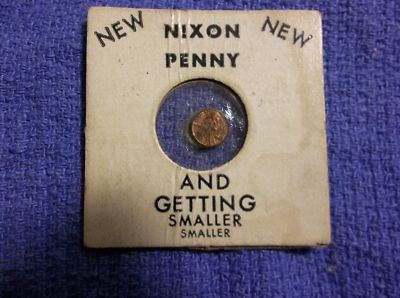 NEW NIXON NEW
PENNY
AND
GETTING
SMALLER
SMALLER